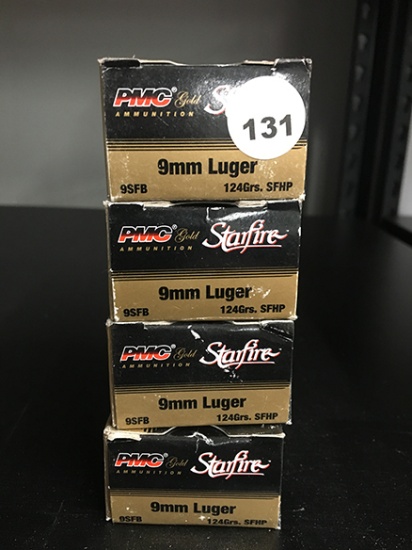 PMC Gold Starfire 131
AMMUNITION
9mm Luger
9SFB 124Grs. SFHP
PMC Gold Starfire
AMMUNITION
9mm Luger
9SFB 124Grs. SFHP
PMC Gold Starfire
AMMUNITION
9mm Luger
9SFB 124Grs. SFHP
PMC Gold Starfire
AMMUNITION
9mm Luger
9SFB 124Grs. SFHP